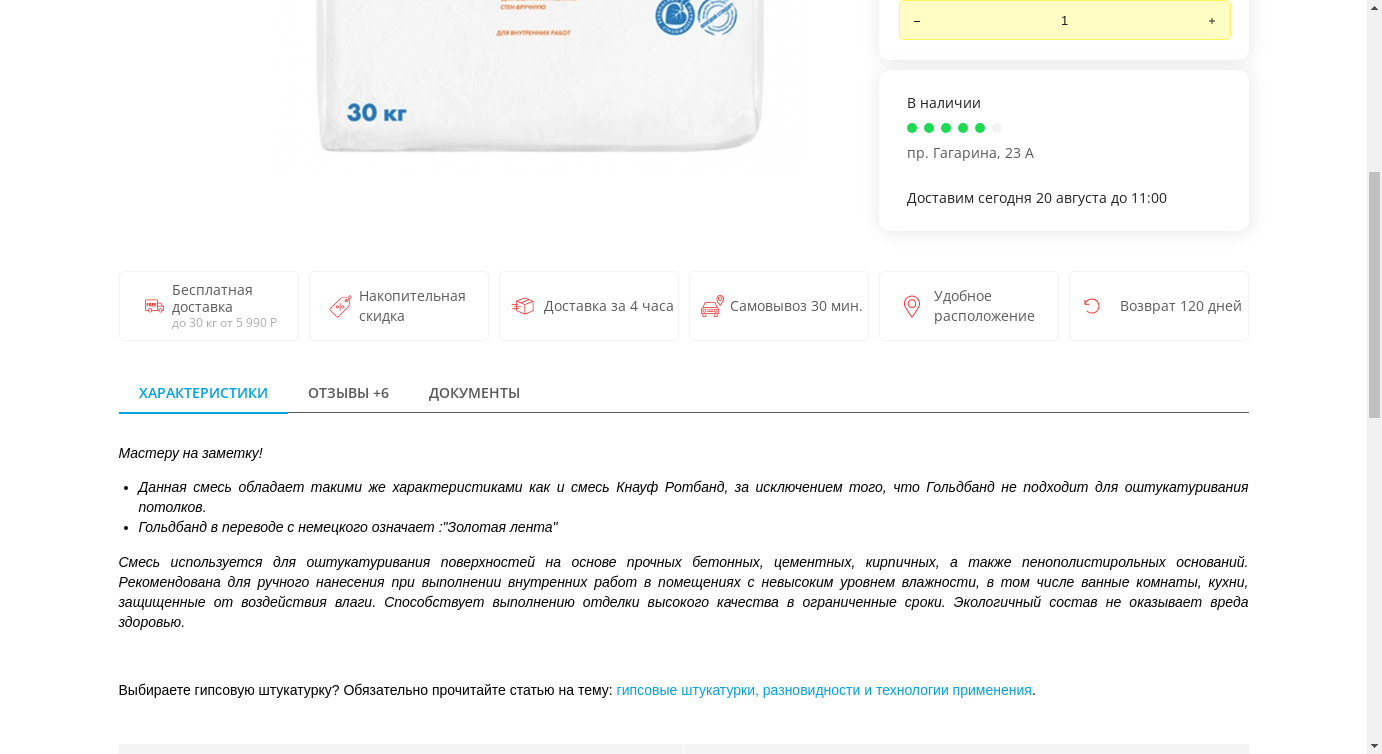 СТЕН ВРУЧНУЮ
ДЛЯ ВНУТРЕННИХ РАБОТ
30 кг
– 1 +
В наличии
пр. Гагарина, 23 А
Доставим сегодня 20 августа до 11:00
Бесплатная
доставка
до 30 кг от 5 990 Р
Накопительная
скидка
Доставка за 4 часа
Самовывоз 30 мин.
Удобное
расположение
Возврат 120 дней
ХАРАКТЕРИСТИКИ ОТЗЫВЫ +6 ДОКУМЕНТЫ
Мастеру на заметку!
• Данная смесь обладает такими же характеристиками как и смесь Кнауф Ротбанд, за исключением того, что Гольдбанд не подходит для оштукатуривания
потолков.
• Гольдбанд в переводе с немецкого означает :"Золотая лента"
Смесь используется для оштукатуривания поверхностей на основе прочных бетонных, цементных, кирпичных, а также пенополистирольных оснований.
Рекомендована для ручного нанесения при выполнении внутренних работ в помещениях с невысоким уровнем влажности, в том числе ванные комнаты, кухни,
защищенные от воздействия влаги. Способствует выполнению отделки высокого качества в ограниченные сроки. Экологичный состав не оказывает вреда
здоровью.
Выбираете гипсовую штукатурку? Обязательно прочитайте статью на тему: гипсовые штукатурки, разновидности и технологии применения.